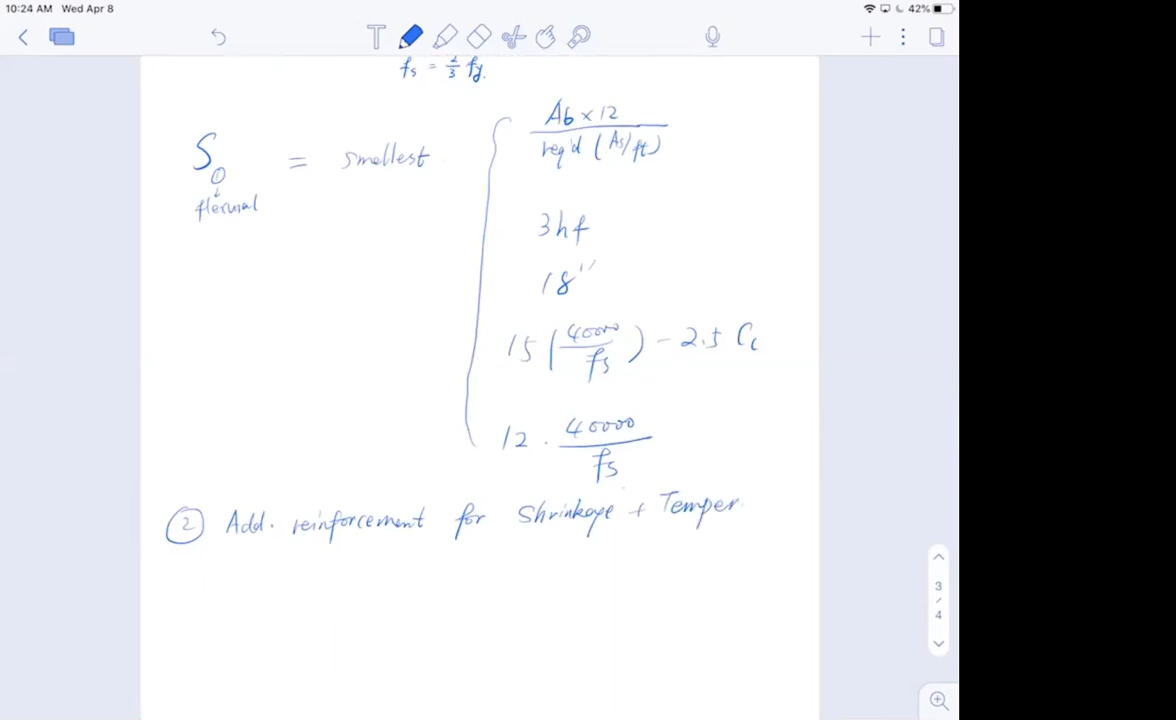 10:24 AM Wed Apr 8
42%
T
fs = 2/3 fy.
S① = smallest
flexural
Ab × 12 / req'd (As/ft)
3hf
18"
15 (40000 / fs) - 2.5 Cc
12 · 40000 / fs
② Add. reinforcement for Shrinkage + Temper.
3 / 4